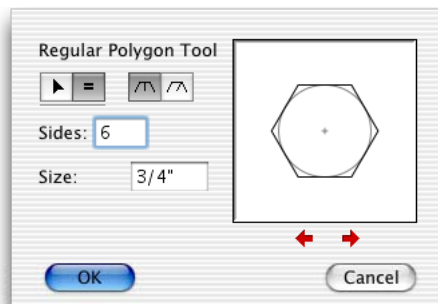 Regular Polygon Tool
=
Sides: 6
Size: 3/4"
OK
Cancel